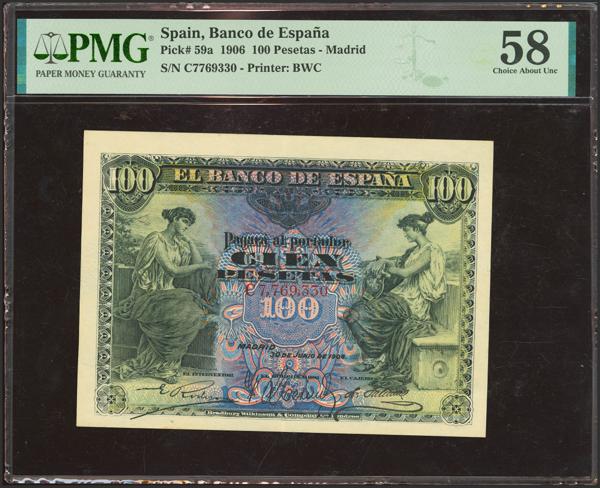 PMG
PAPER MONEY GUARANTY
Spain, Banco de España
Pick# 59a 1906 100 Pesetas - Madrid
S/N C7769330 - Printer: BWC
58
Choice About Unc
100
EL BANCO DE ESPAÑA
100
Pagará al portador
CIEN
PESETAS
C 7,769,330
100
MADRID
30 DE JUNIO DE 1906
EL INTERVENTOR
EL CAJERO
Bradbury Wilkinson & Company
100
100